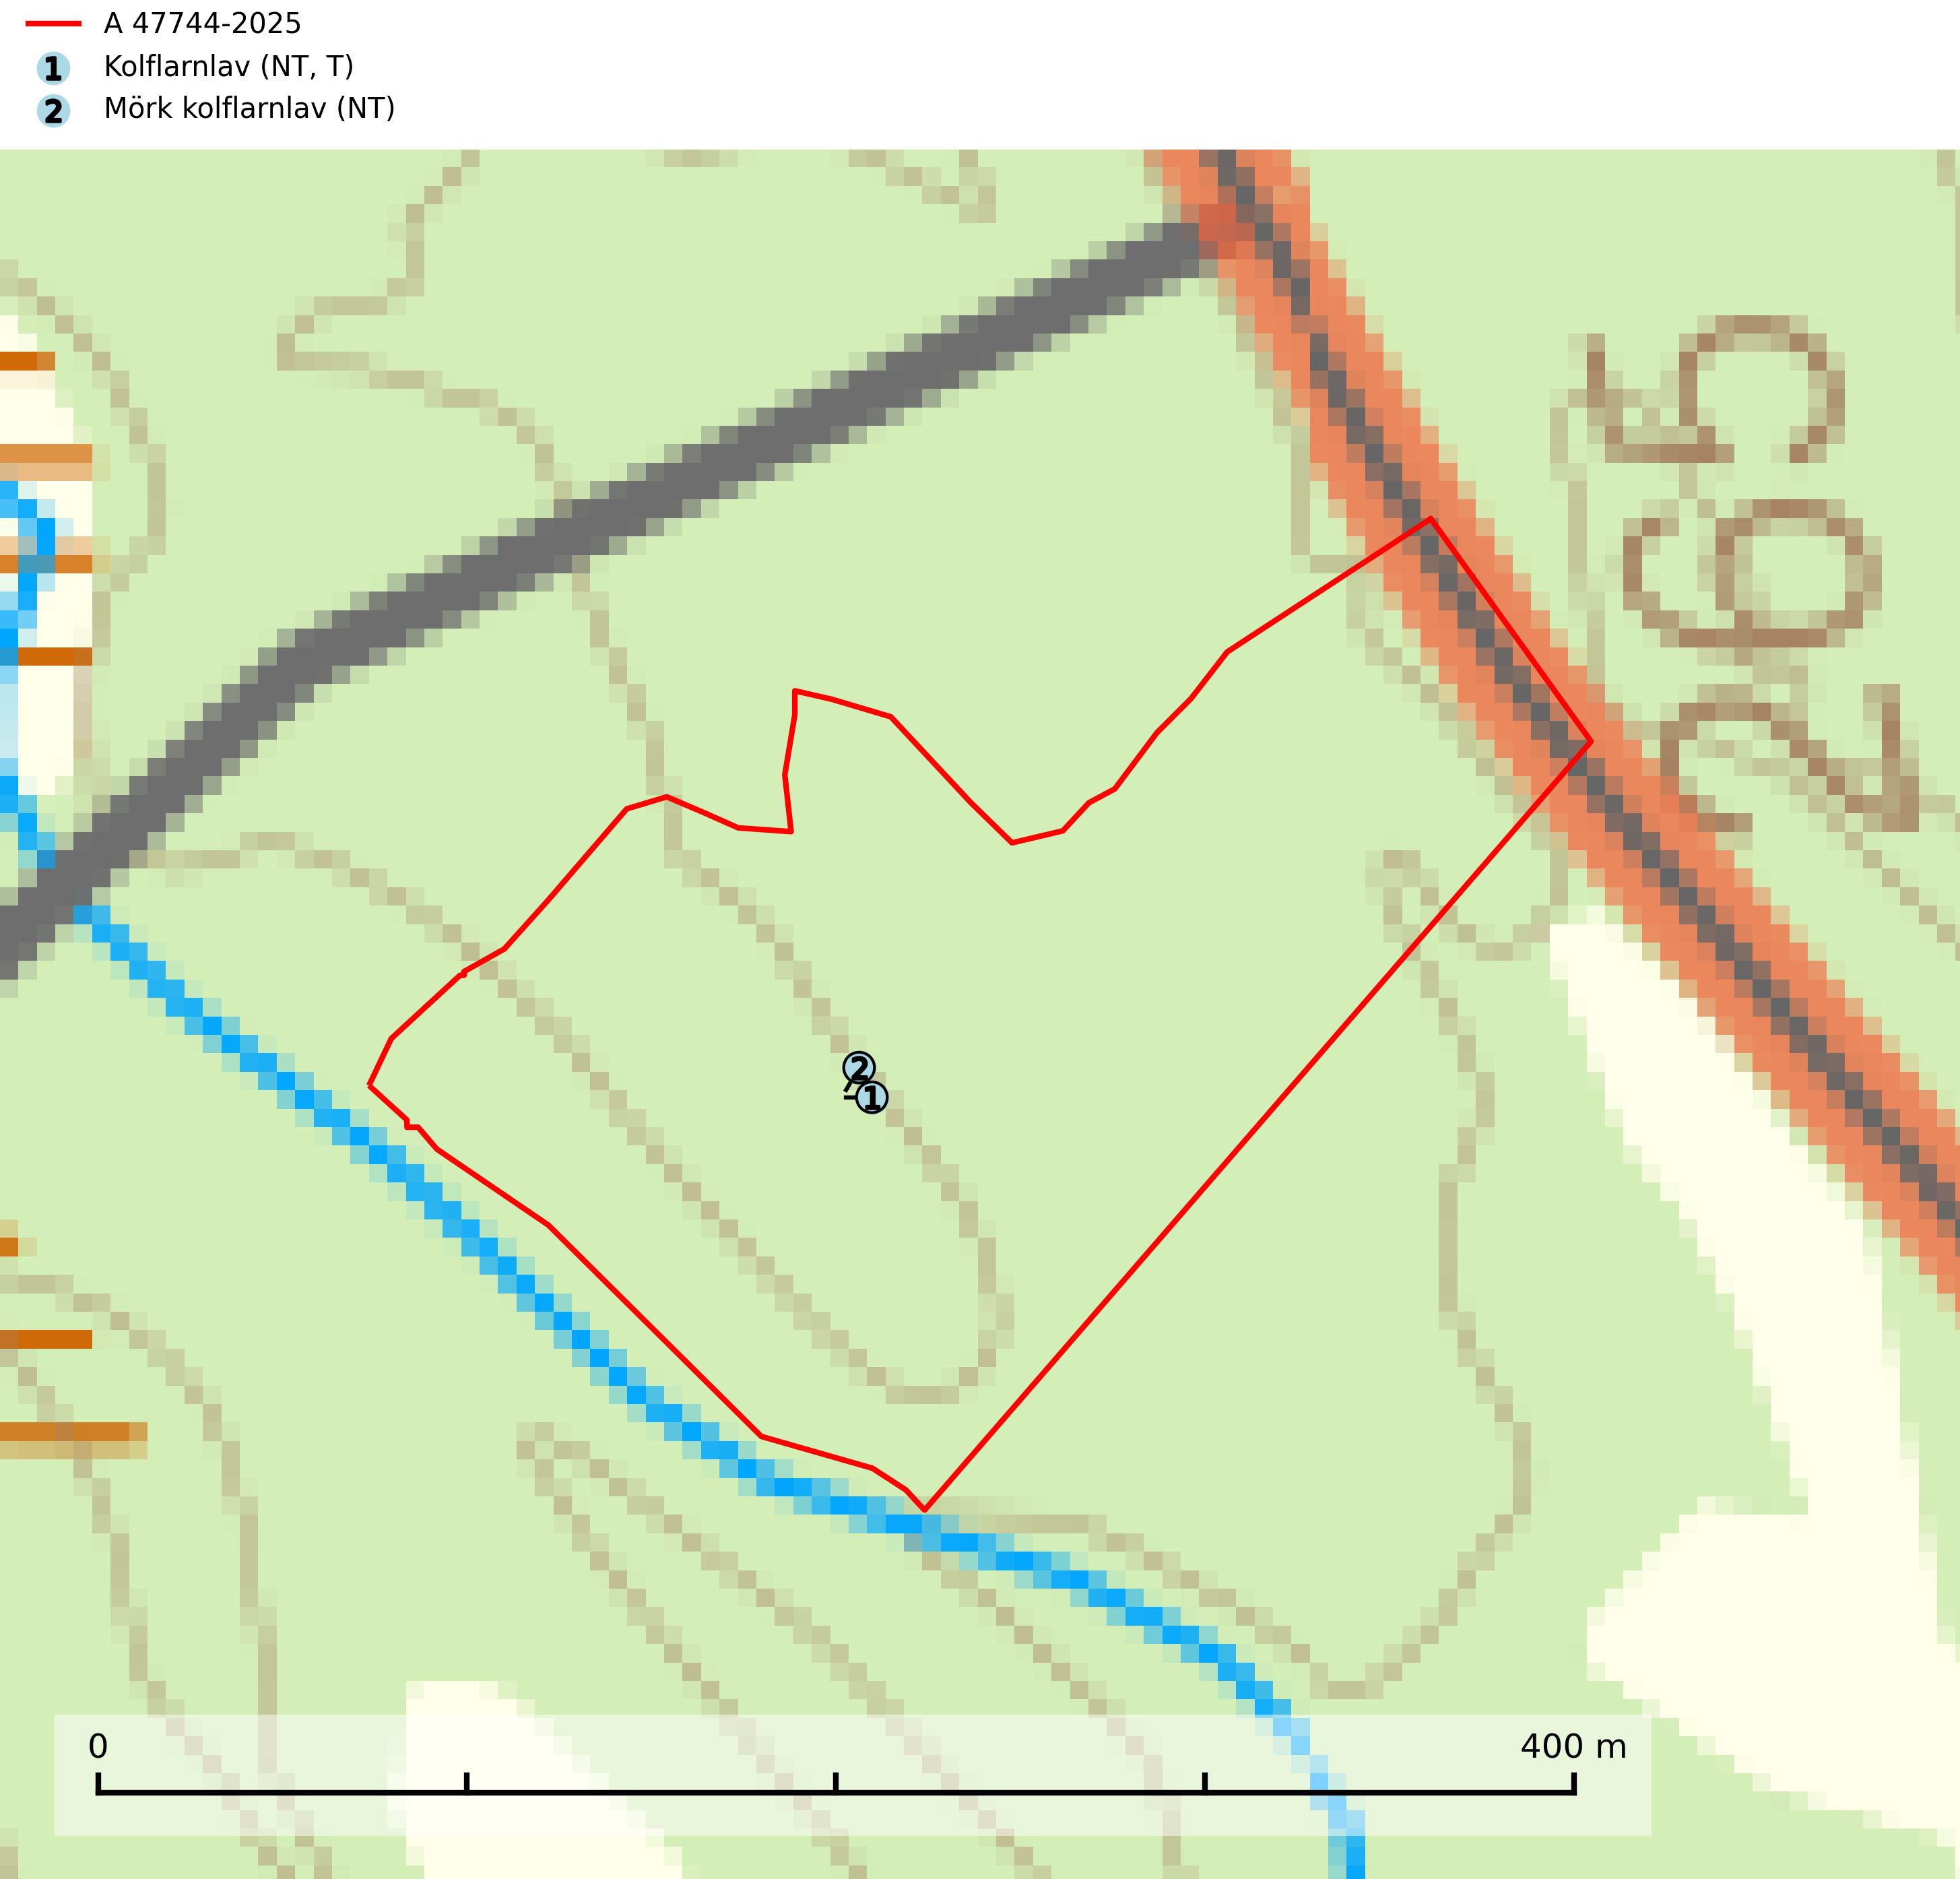 A 47744-2025
1 Kolflarnlav (NT, T)
2 Mörk kolflarnlav (NT)
2
1
0 400 m